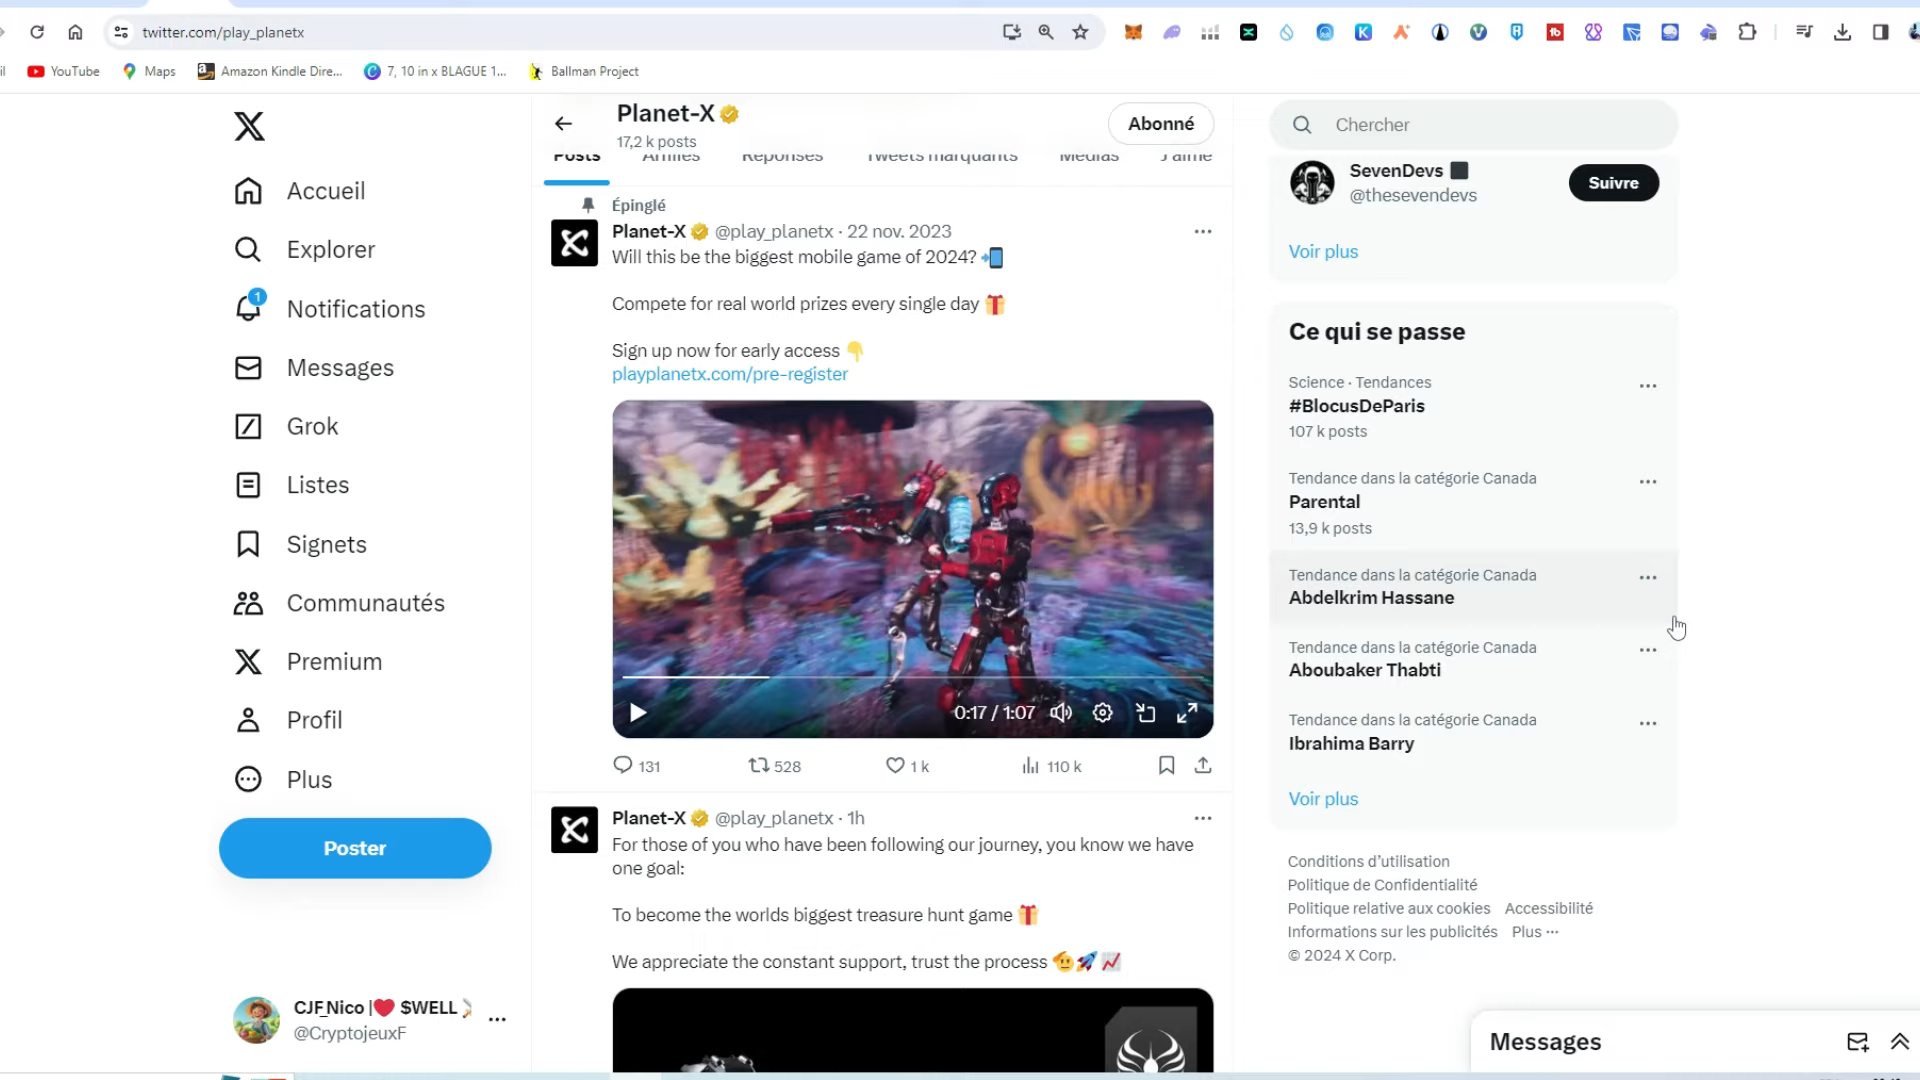 twitter.com/play_planetx
YouTube
Maps
Amazon Kindle Dire...
7, 10 in x BLAGUE 1...
Ballman Project
Accueil
Explorer
1
Notifications
Messages
Grok
Listes
Signets
Communautés
Premium
Profil
Plus
Poster
CJF_Nico |❤️ $WELL
@CryptojeuxF
Planet-X
17,2 k posts
Abonné
Posts
Affiliés
Réponses
Tweets marquants
Médias
J'aime
Épinglé
Planet-X @play_planetx · 22 nov. 2023
Will this be the biggest mobile game of 2024? 📲
Compete for real world prizes every single day 🎁
Sign up now for early access 👇
playplanetx.com/pre-register
0:17 / 1:07
131
528
1 k
110 k
Planet-X @play_planetx · 1h
For those of you who have been following our journey, you know we have
one goal:
To become the worlds biggest treasure hunt game 🎁
We appreciate the constant support, trust the process 🫡🚀📈
Chercher
SevenDevs
@thesevendevs
Suivre
Voir plus
Ce qui se passe
Science · Tendances
#BlocusDeParis
107 k posts
Tendance dans la catégorie Canada
Parental
13,9 k posts
Tendance dans la catégorie Canada
Abdelkrim Hassane
Tendance dans la catégorie Canada
Aboubaker Thabti
Tendance dans la catégorie Canada
Ibrahima Barry
Voir plus
Conditions d’utilisation
Politique de Confidentialité
Politique relative aux cookies Accessibilité
Informations sur les publicités Plus ···
© 2024 X Corp.
Messages